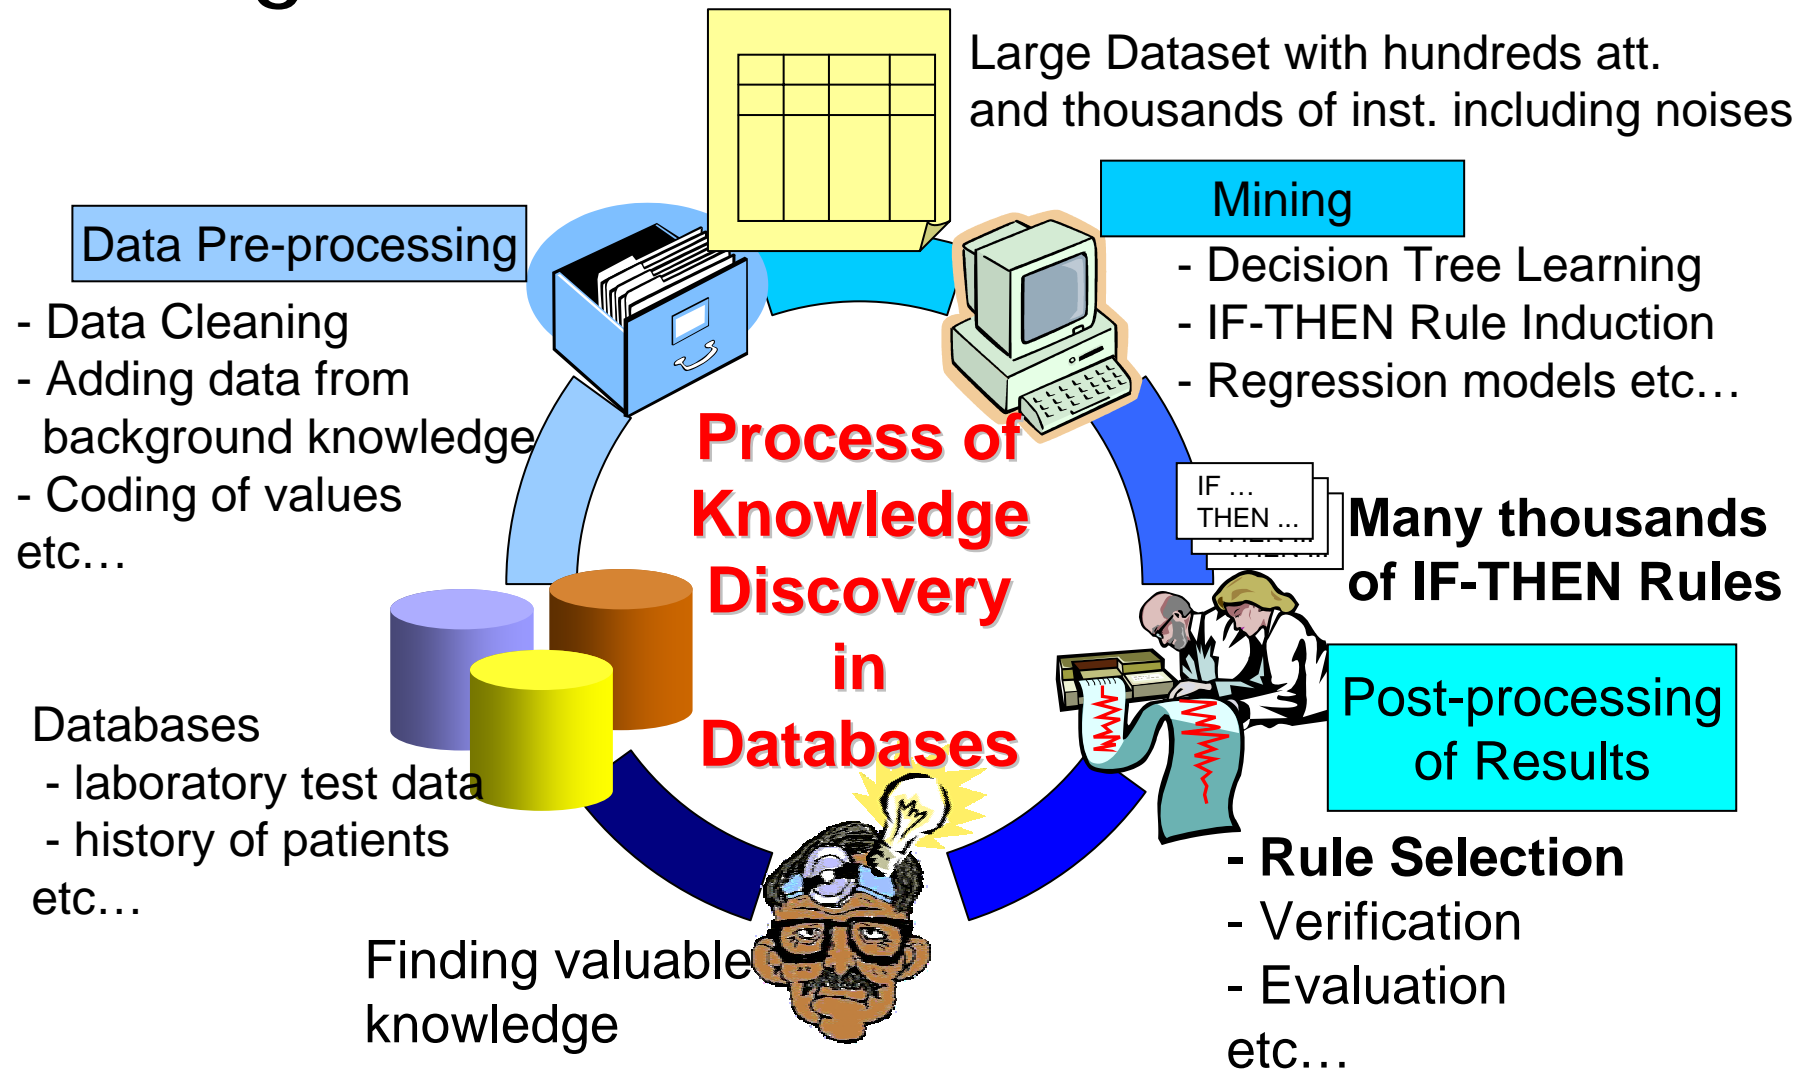 Large Dataset with hundreds att.
and thousands of inst. including noises
Mining
- Decision Tree Learning
- IF-THEN Rule Induction
- Regression models etc…
Data Pre-processing
- Data Cleaning
- Adding data from
background knowledge
- Coding of values
etc…
Process of
Knowledge
Discovery
in
Databases
IF …
THEN ...
Many thousands
of IF-THEN Rules
Post-processing
of Results
- Rule Selection
- Verification
- Evaluation
etc…
Databases
- laboratory test data
- history of patients
etc…
Finding valuable
knowledge